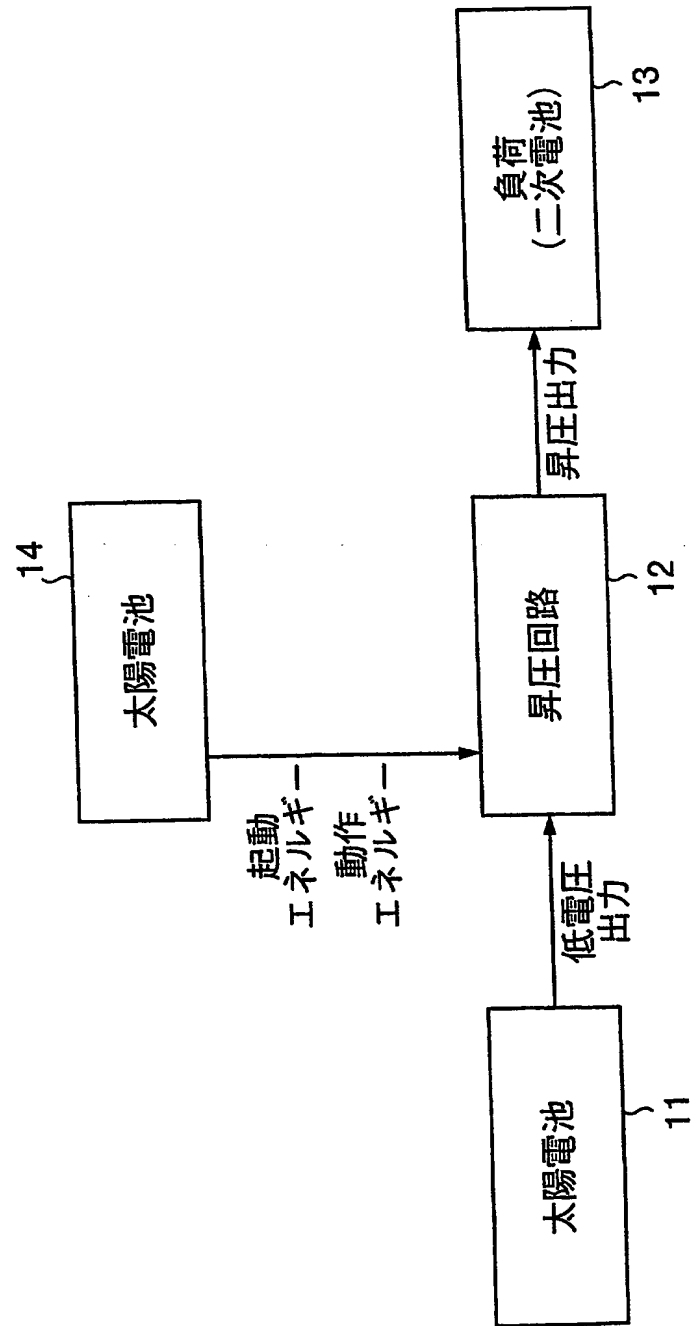 14
太陽電池
起動
エネルギー
動作
エネルギー
太陽電池
11
低電圧
出力
昇圧回路
12
昇圧出力
負荷
(二次電池)
13